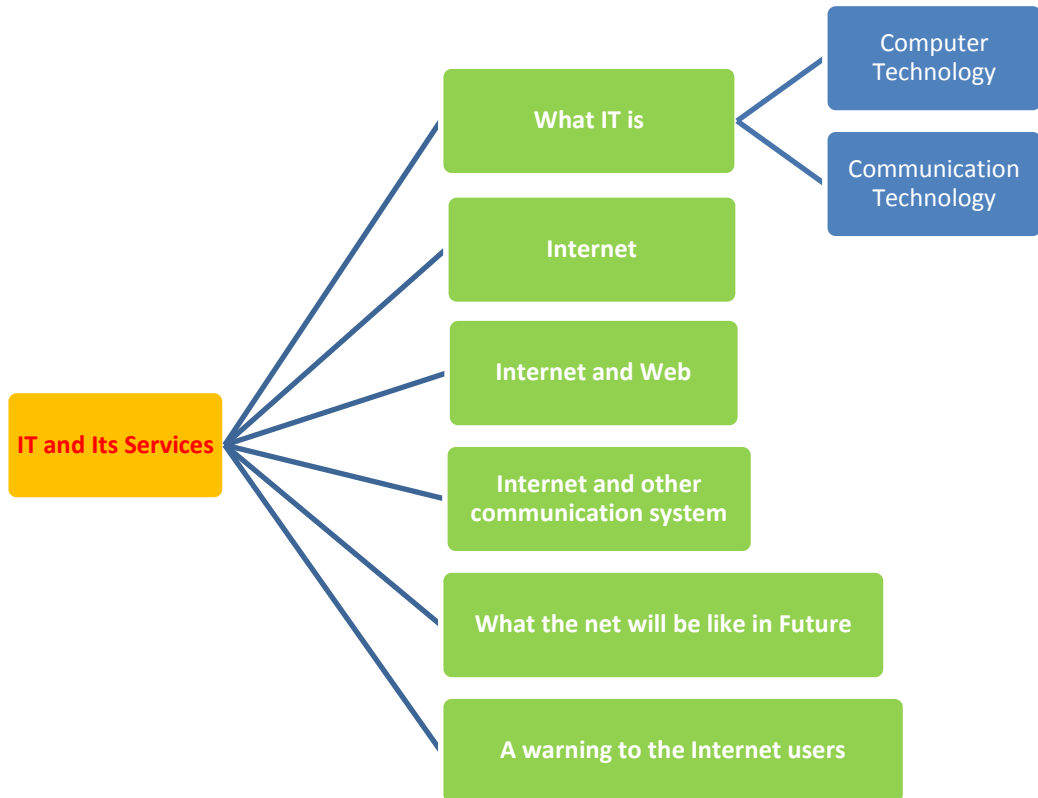 IT and Its Services
What IT is
Computer
Technology
Communication
Technology
Internet
Internet and Web
Internet and other
communication system
What the net will be like in Future
A warning to the Internet users